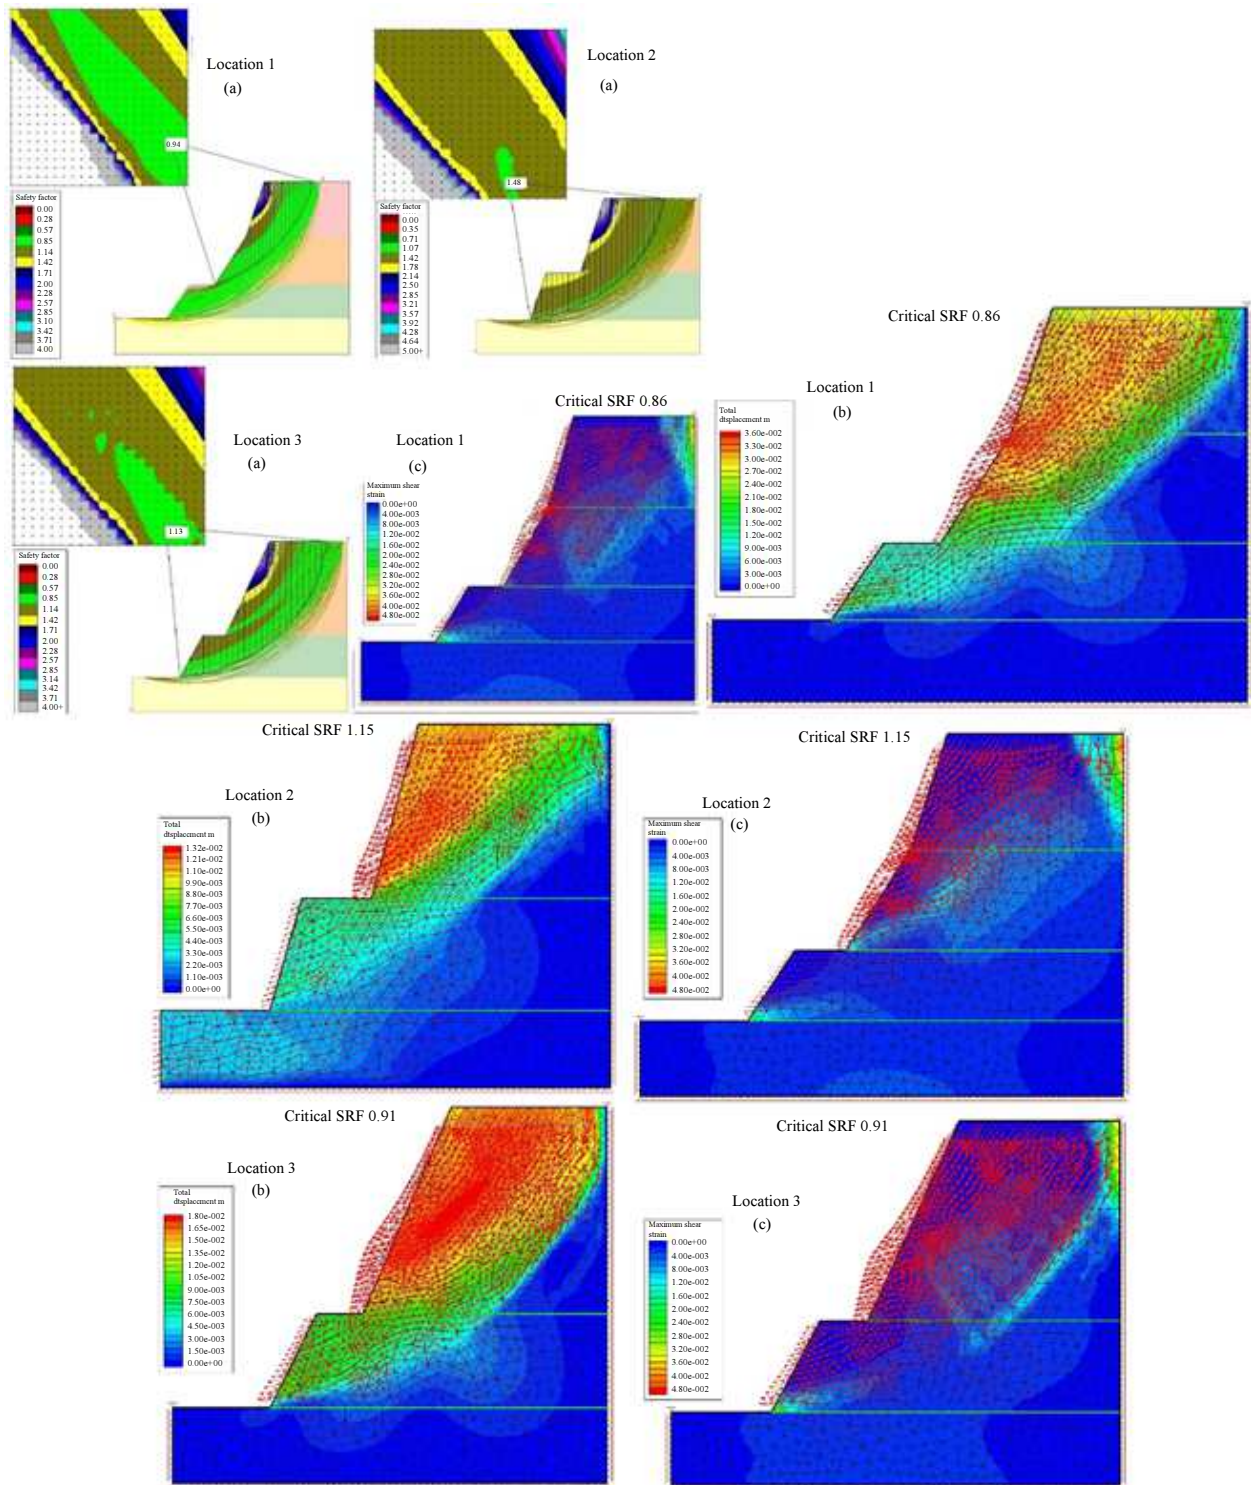 Location 1
(a)
0.94
Safety factor
0.00
0.28
0.57
0.85
1.14
1.42
1.71
2.00
2.28
2.57
2.85
3.10
3.42
3.71
4.00
Location 2
(a)
1.48
Safety factor
0.00
0.35
0.71
1.07
1.42
1.78
2.14
2.50
2.85
3.21
3.57
3.92
4.28
4.64
5.00+
Location 3
(a)
1.13
Safety factor
0.00
0.28
0.57
0.85
1.14
1.42
1.71
2.00
2.28
2.57
2.85
3.14
3.42
3.71
4.00+
Critical SRF 0.86
Location 1
(c)
Maximum shear
strain
0.00e+00
4.00e-003
8.00e-003
1.20e-002
1.60e-002
2.00e-002
2.40e-002
2.80e-002
3.20e-002
3.60e-002
4.00e-002
4.80e-002
Critical SRF 0.86
Location 1
(b)
Total
dtsplacement m
3.60e-002
3.30e-002
3.00e-002
2.70e-002
2.40e-002
2.10e-002
1.80e-002
1.50e-002
1.20e-002
9.00e-003
6.00e-003
3.00e-003
0.00e+00
Critical SRF 1.15
Location 2
(b)
Total
dtsplacement m
1.32e-002
1.21e-002
1.10e-002
9.90e-003
8.80e-003
7.70e-003
6.60e-003
5.50e-003
4.40e-003
3.30e-003
2.20e-003
1.10e-003
0.00e+00
Critical SRF 1.15
Location 2
(c)
Maximum shear
strain
0.00e+00
4.00e-003
8.00e-003
1.20e-002
1.60e-002
2.00e-002
2.40e-002
2.80e-002
3.20e-002
3.60e-002
4.00e-002
4.80e-002
Critical SRF 0.91
Location 3
(b)
Total
dtsplacement m
1.80e-002
1.65e-002
1.50e-002
1.35e-002
1.20e-002
1.05e-002
9.00e-003
7.50e-003
6.00e-003
4.50e-003
3.00e-003
1.50e-003
0.00e+00
Critical SRF 0.91
Location 3
(c)
Maximum shear
strain
0.00e+00
4.00e-003
8.00e-003
1.20e-002
1.60e-002
2.00e-002
2.40e-002
2.80e-002
3.20e-002
3.60e-002
4.00e-002
4.80e-002